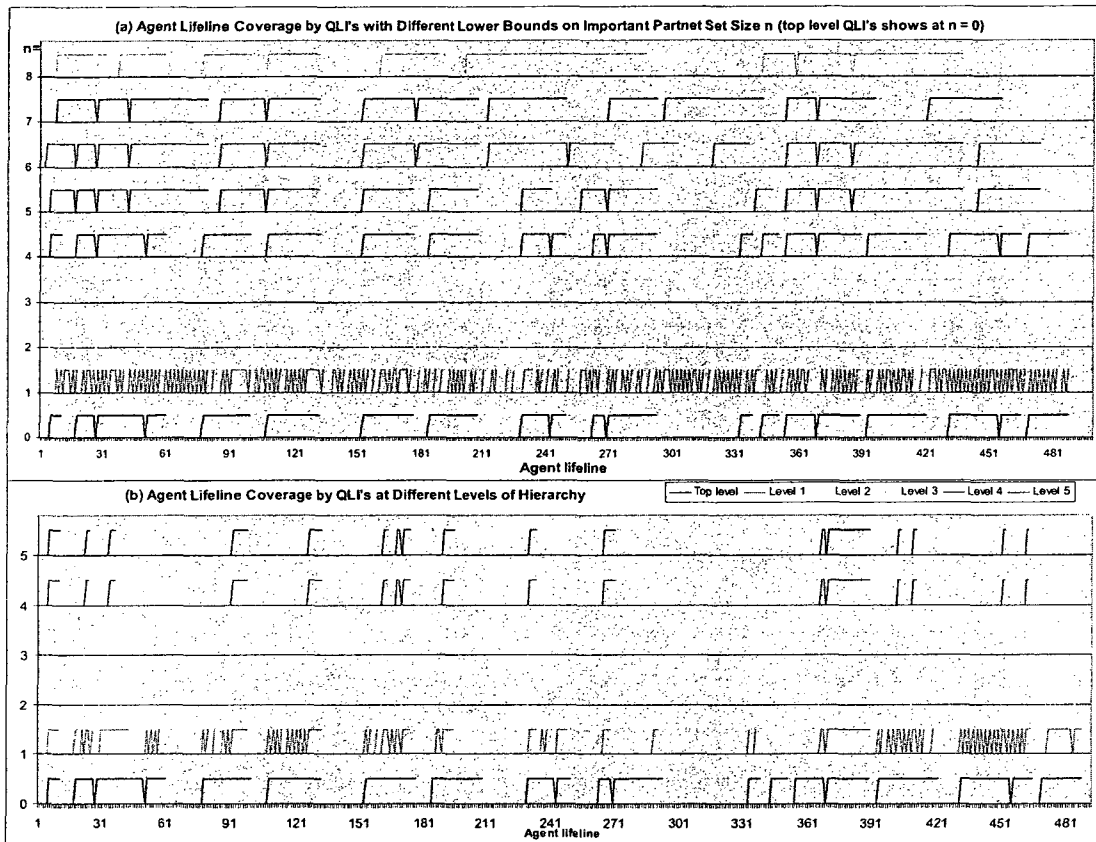 (a) Agent Lifeline Coverage by QLI's with Different Lower Bounds on Important Partnet Set Size n (top level QLI's shows at n = 0)
n=
8
7
6
5
4
3
2
1
0
1 31 61 91 121 151 181 211 241 271 301 331 361 391 421 451 481
Agent lifeline
(b) Agent Lifeline Coverage by QLI's at Different Levels of Hierarchy
Top level Level 1 Level 2 Level 3 Level 4 Level 5
5
4
3
2
1
0
1 31 61 91 121 151 181 211 241 271 301 331 361 391 421 451 481
Agent lifeline